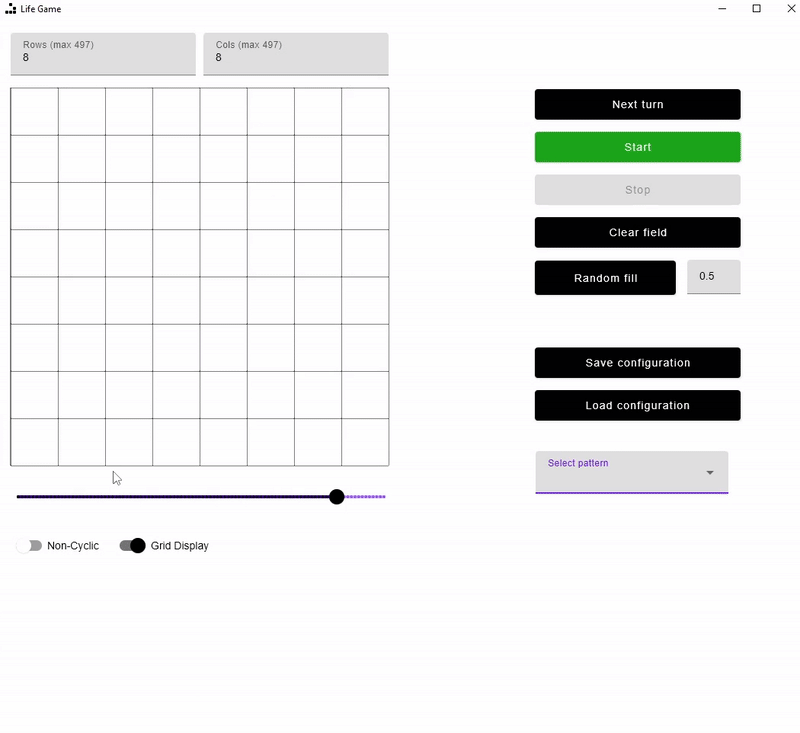 Life Game
Rows (max 497)
8
Cols (max 497)
8
Next turn
Start
Stop
Clear field
Random fill
0.5
Save configuration
Load configuration
Select pattern
Non-Cyclic
Grid Display